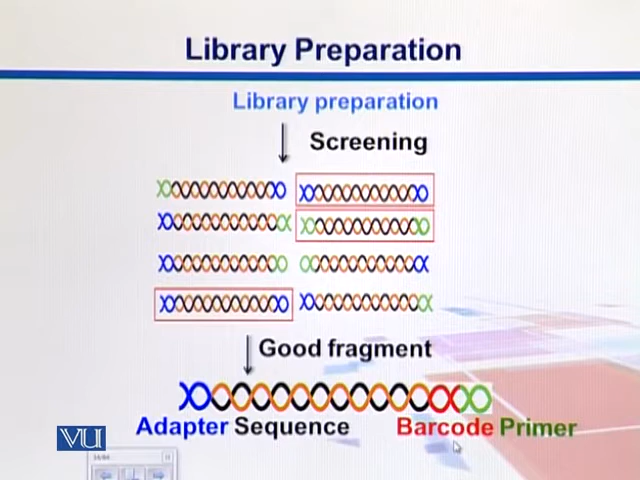 Library Preparation
Library preparation
Screening
Good fragment
Adapter Sequence Barcode Primer
VU